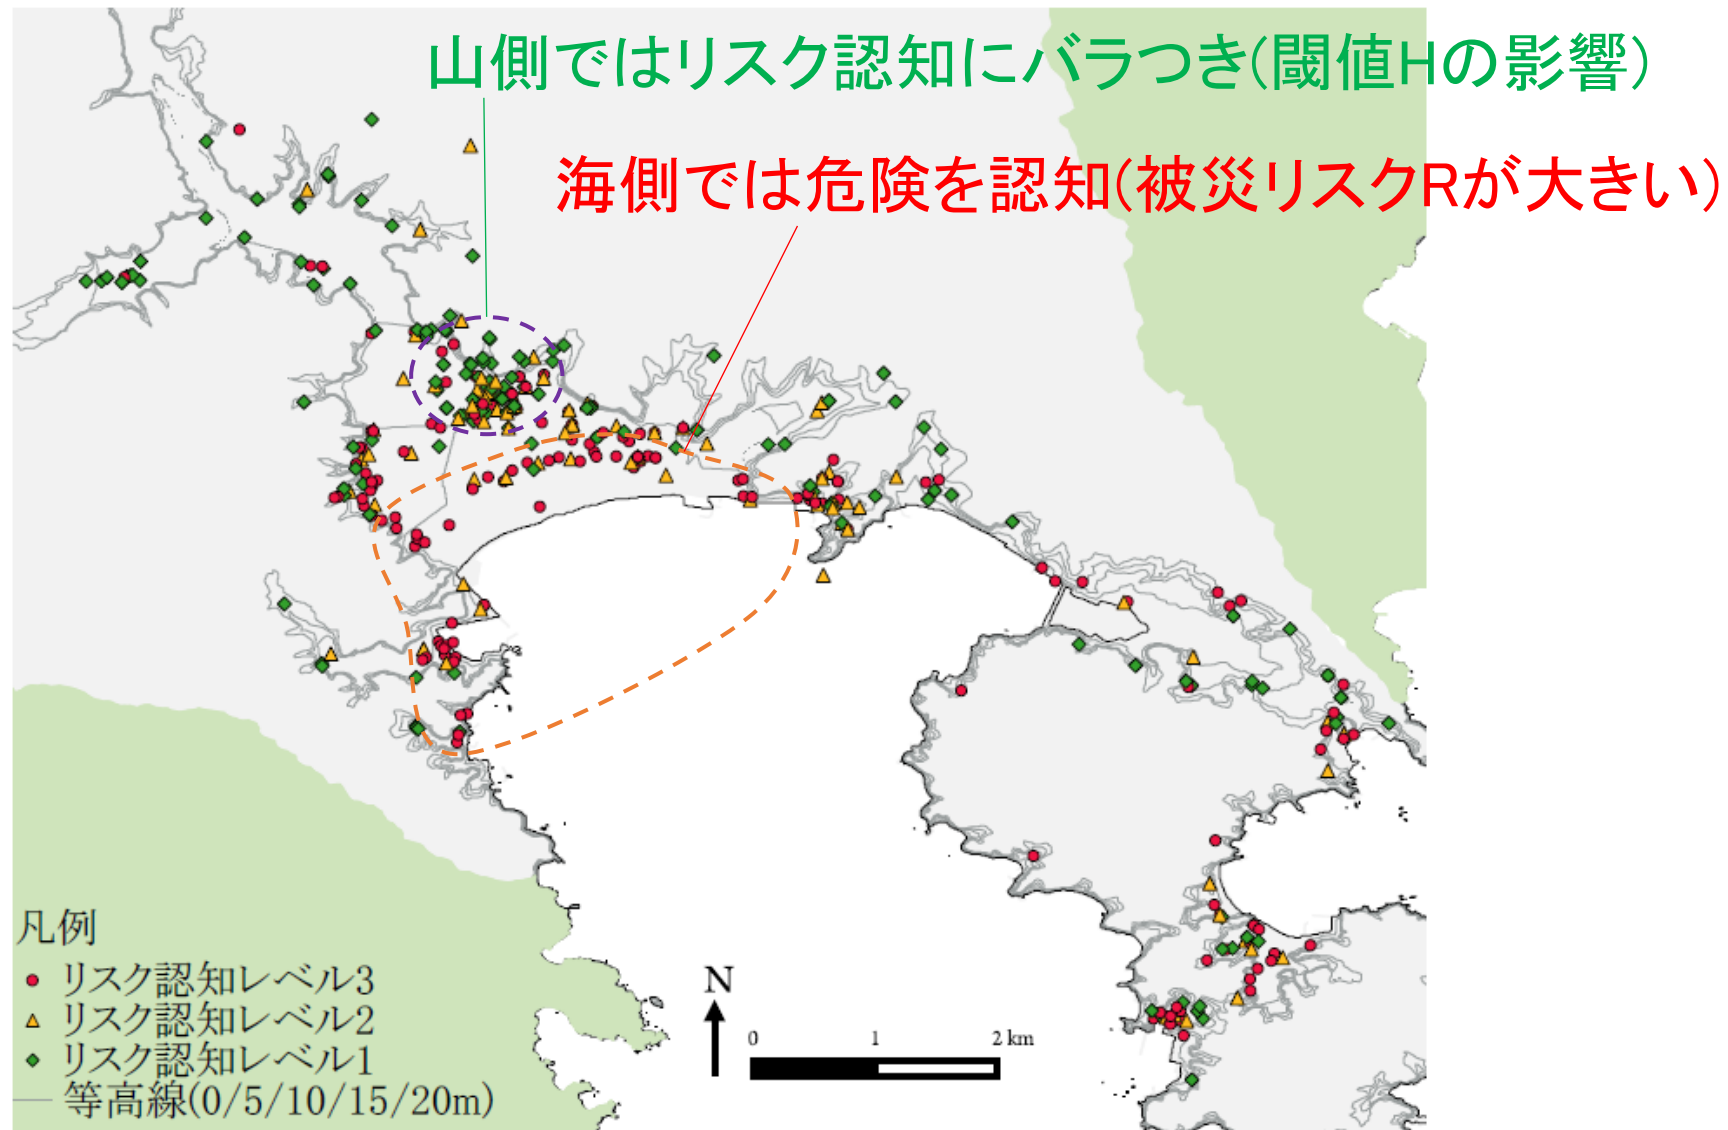 山側ではリスク認知にバラつき(閾値Hの影響)
海側では危険を認知(被災リスクRが大きい)
凡例
リスク認知レベル3
リスク認知レベル2
リスク認知レベル1
等高線(0/5/10/15/20m)
N
0 1 2 km